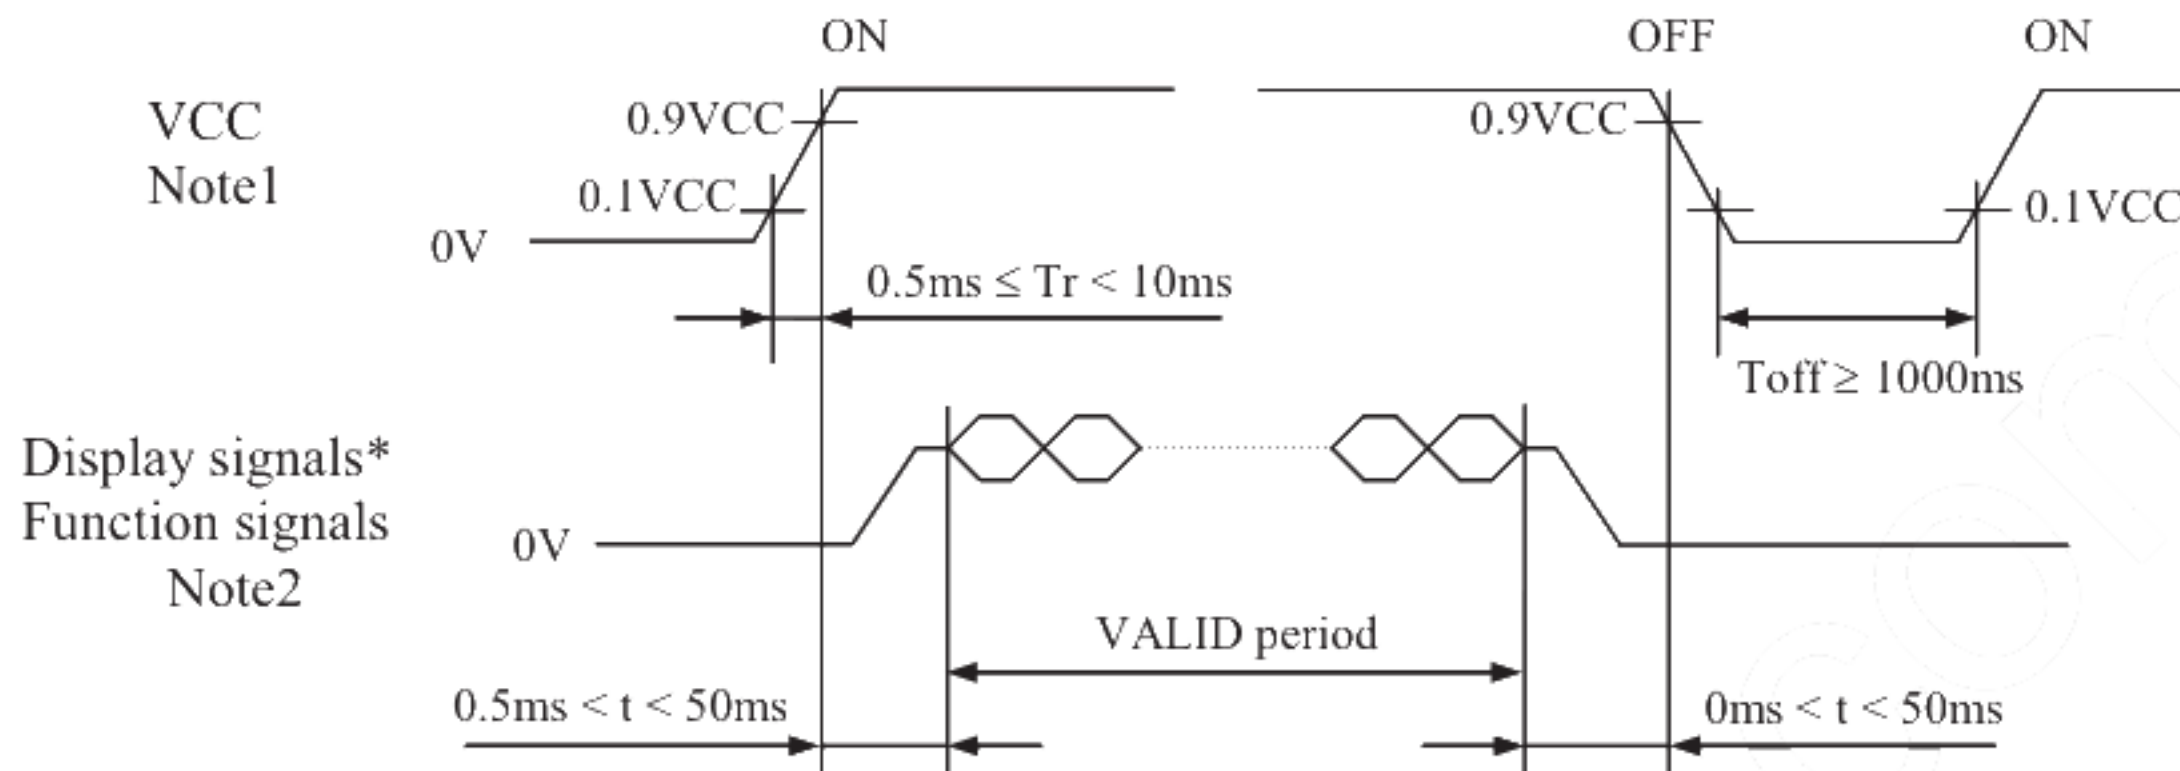 ON
OFF
ON
VCC
Note1
0.9VCC
0.9VCC
0.1VCC
0.1VCC
0V
0.5ms ≤ Tr < 10ms
Toff ≥ 1000ms
Display signals*
Function signals
Note2
0V
VALID period
0.5ms < t < 50ms
0ms < t < 50ms